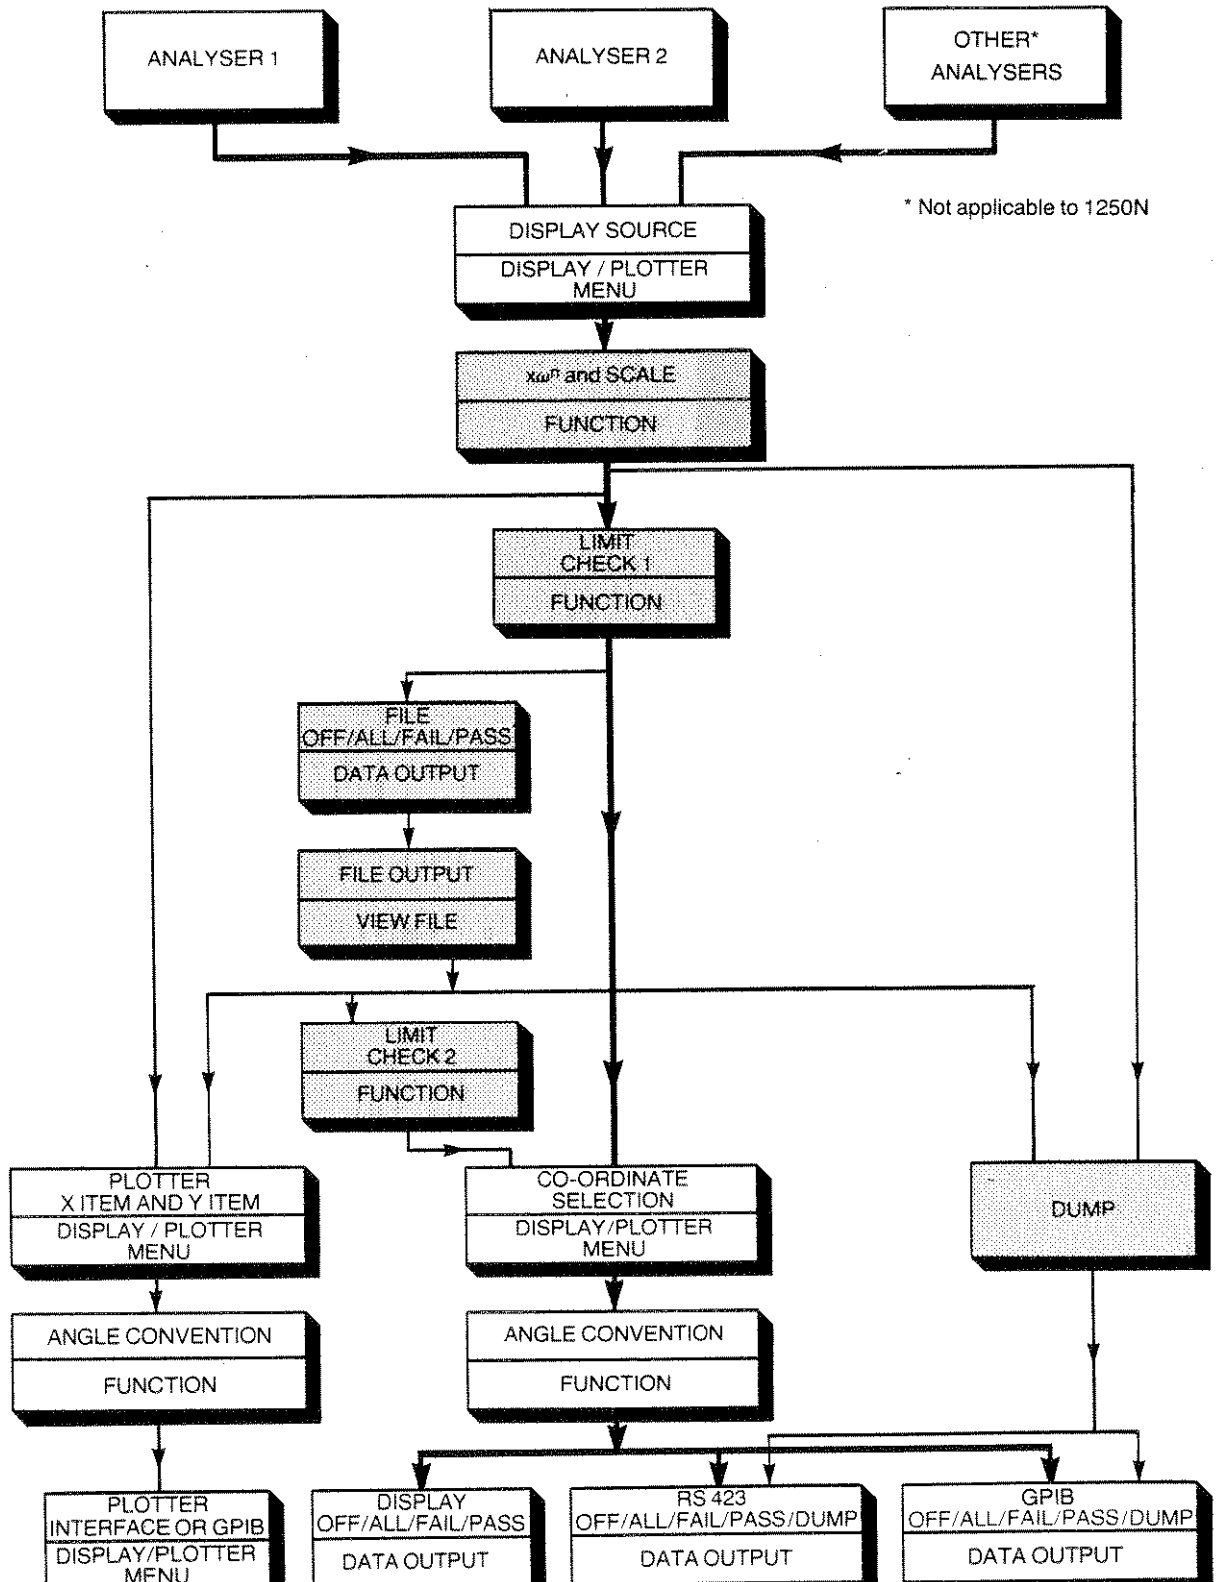 ANALYSER 1
ANALYSER 2
OTHER*
ANALYSERS
* Not applicable to 1250N
DISPLAY SOURCE
DISPLAY / PLOTTER
MENU
xωⁿ and SCALE
FUNCTION
LIMIT
CHECK 1
FUNCTION
FILE
OFF/ALL/FAIL/PASS
DATA OUTPUT
FILE OUTPUT
VIEW FILE
LIMIT
CHECK 2
FUNCTION
PLOTTER
X ITEM AND Y ITEM
DISPLAY / PLOTTER
MENU
CO-ORDINATE
SELECTION
DISPLAY/PLOTTER
MENU
DUMP
ANGLE CONVENTION
FUNCTION
ANGLE CONVENTION
FUNCTION
PLOTTER
INTERFACE OR GPIB
DISPLAY/PLOTTER
MENU
DISPLAY
OFF/ALL/FAIL/PASS
DATA OUTPUT
RS 423
OFF/ALL/FAIL/PASS/DUMP
DATA OUTPUT
GPIB
OFF/ALL/FAIL/PASS/DUMP
DATA OUTPUT